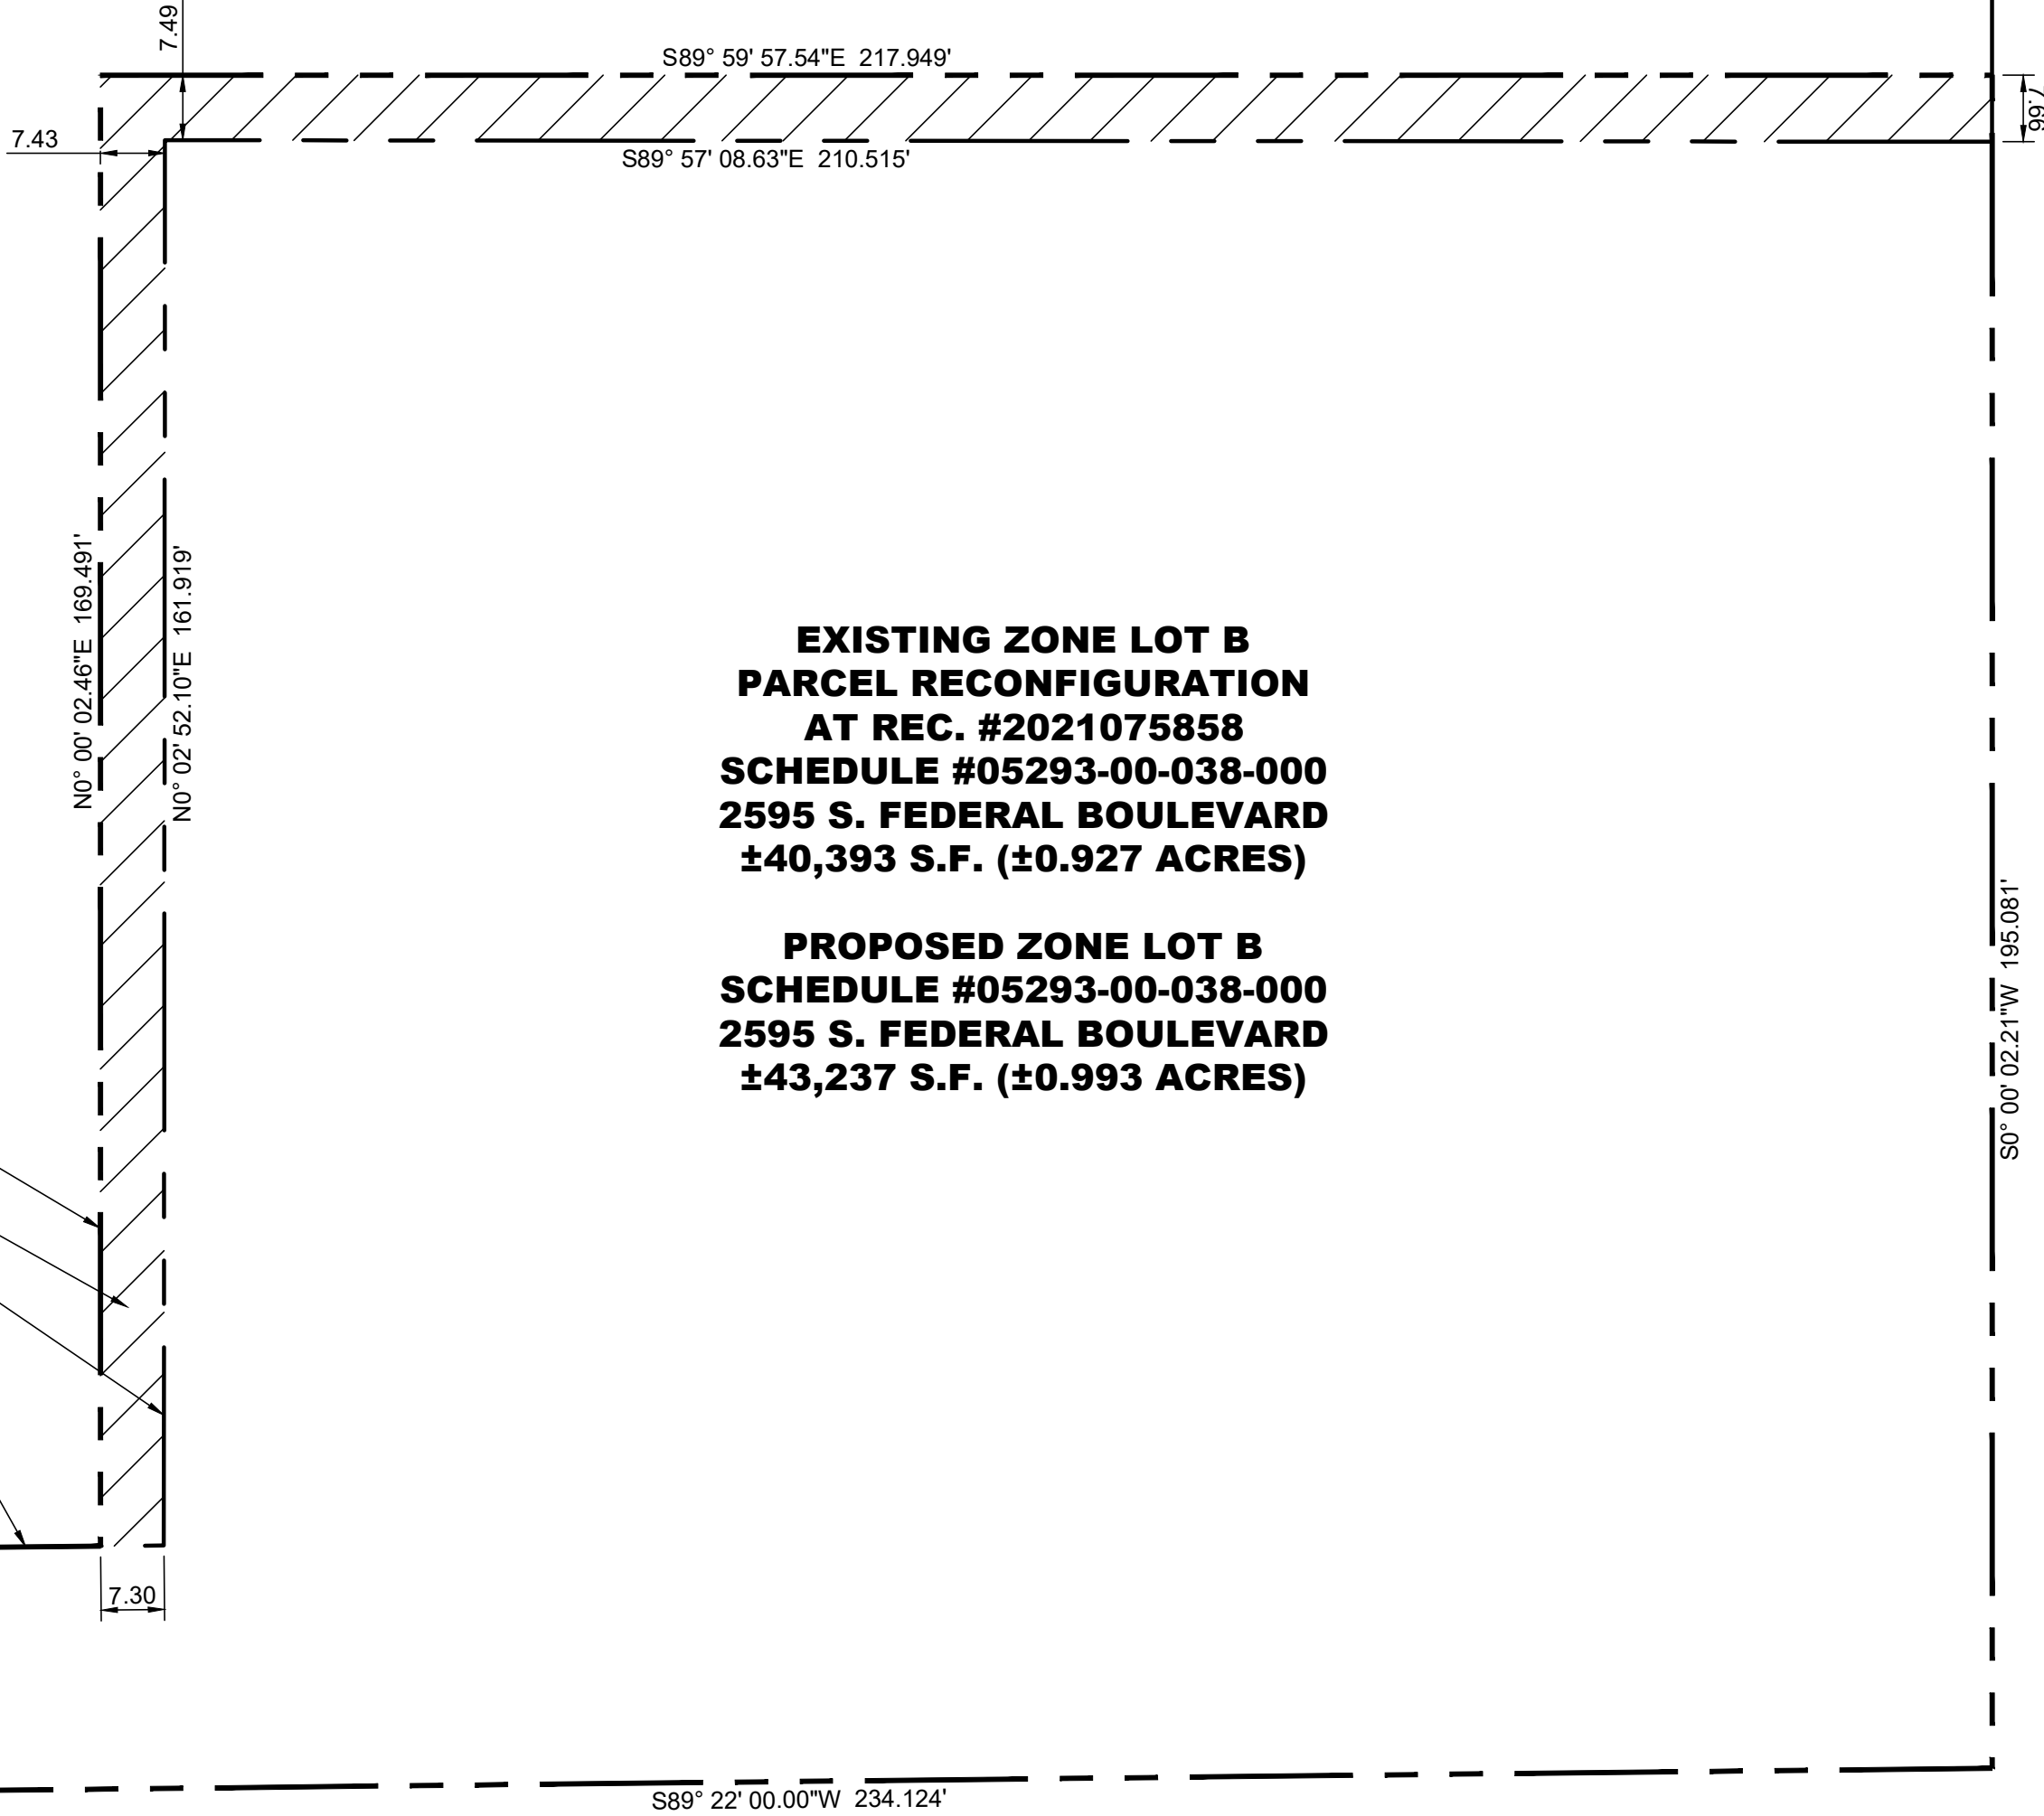 7.49
S89° 59' 57.54"E 217.949'
7.66
7.43
S89° 57' 08.63"E 210.515'
N0° 00' 02.46"E 169.491'
N0° 02' 52.10"E 161.919'
EXISTING ZONE LOT B
PARCEL RECONFIGURATION
AT REC. #2021075858
SCHEDULE #05293-00-038-000
2595 S. FEDERAL BOULEVARD
±40,393 S.F. (±0.927 ACRES)
PROPOSED ZONE LOT B
SCHEDULE #05293-00-038-000
2595 S. FEDERAL BOULEVARD
±43,237 S.F. (±0.993 ACRES)
S0° 00' 02.21"W 195.081'
7.30
S89° 22' 00.00"W 234.124'